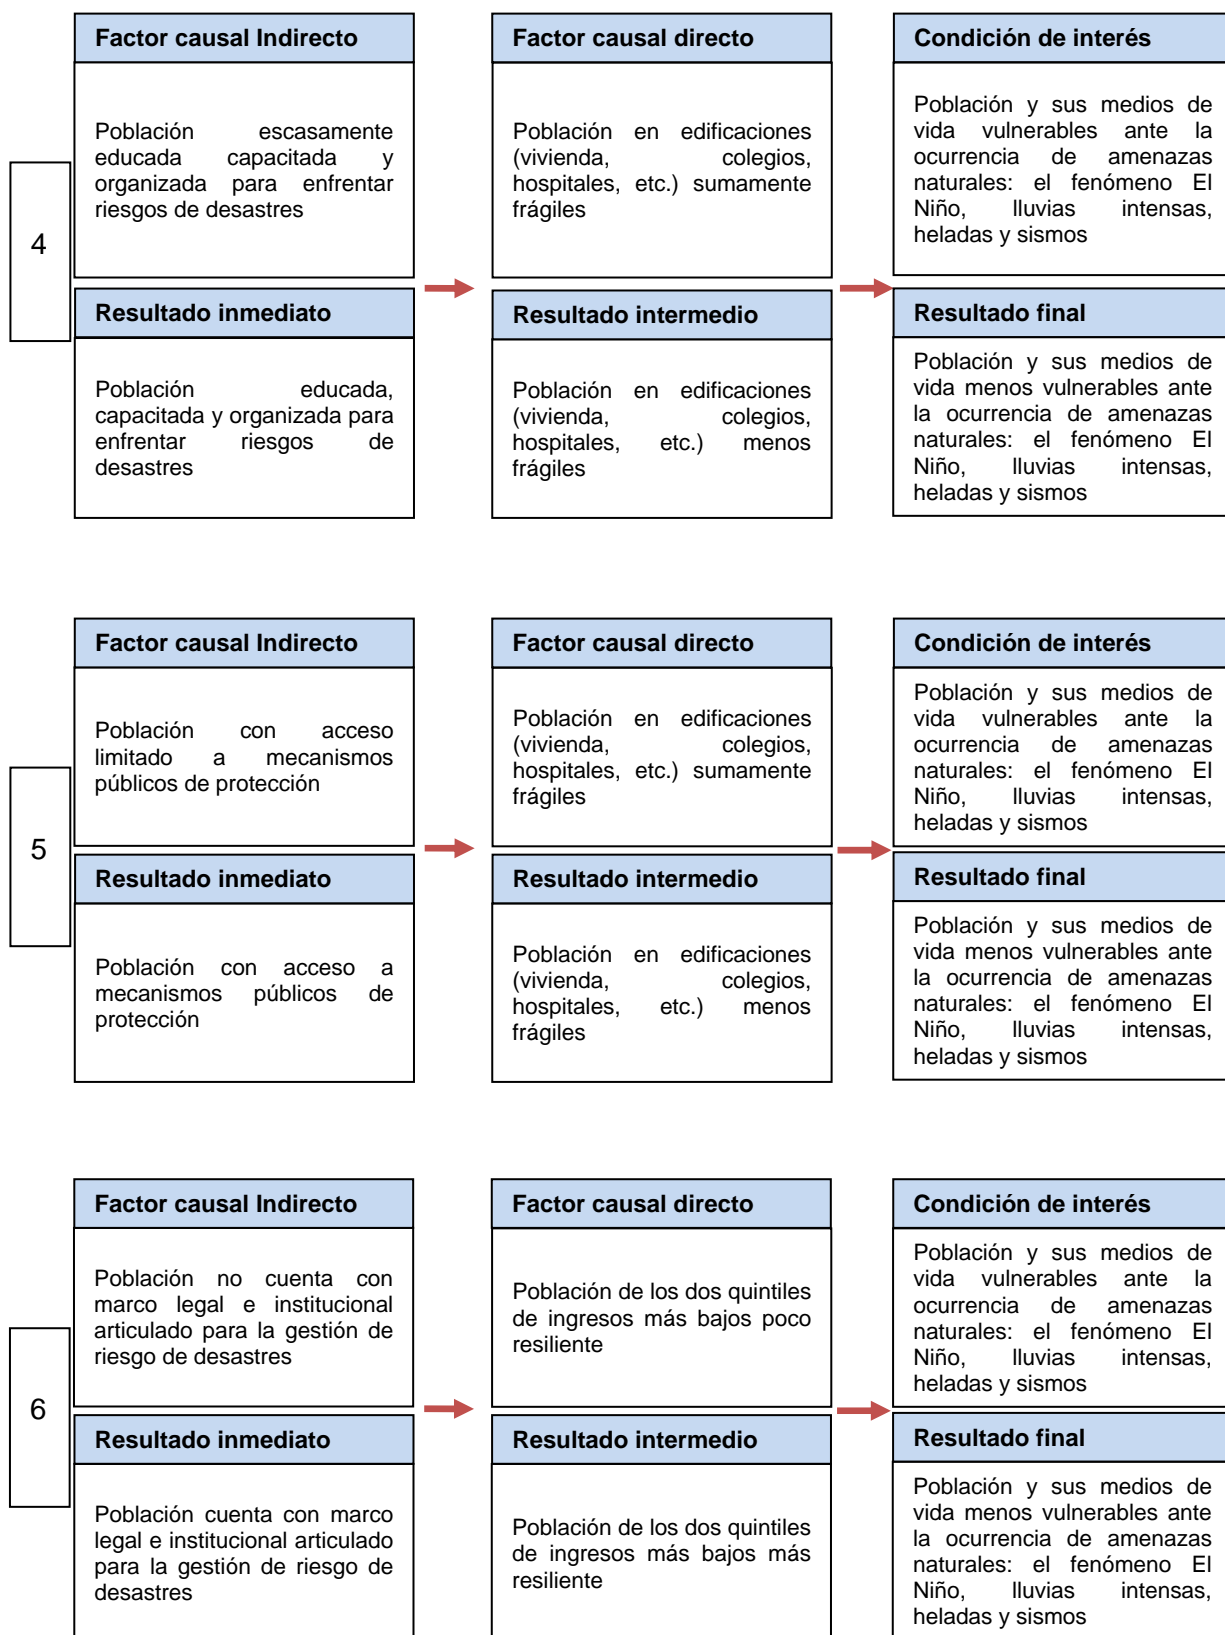 4
Factor causal Indirecto
Población escasamente
educada capacitada y
organizada para enfrentar
riesgos de desastres
Resultado inmediato
Población educada,
capacitada y organizada para
enfrentar riesgos de
desastres
Factor causal directo
Población en edificaciones
(vivienda, colegios,
hospitales, etc.) sumamente
frágiles
Resultado intermedio
Población en edificaciones
(vivienda, colegios,
hospitales, etc.) menos
frágiles
Condición de interés
Población y sus medios de
vida vulnerables ante la
ocurrencia de amenazas
naturales: el fenómeno El
Niño, lluvias intensas,
heladas y sismos
Resultado final
Población y sus medios de
vida menos vulnerables ante
la ocurrencia de amenazas
naturales: el fenómeno El
Niño, lluvias intensas,
heladas y sismos
5
Factor causal Indirecto
Población con acceso
limitado a mecanismos
públicos de protección
Resultado inmediato
Población con acceso a
mecanismos públicos de
protección
Factor causal directo
Población en edificaciones
(vivienda, colegios,
hospitales, etc.) sumamente
frágiles
Resultado intermedio
Población en edificaciones
(vivienda, colegios,
hospitales, etc.) menos
frágiles
Condición de interés
Población y sus medios de
vida vulnerables ante la
ocurrencia de amenazas
naturales: el fenómeno El
Niño, lluvias intensas,
heladas y sismos
Resultado final
Población y sus medios de
vida menos vulnerables ante
la ocurrencia de amenazas
naturales: el fenómeno El
Niño, lluvias intensas,
heladas y sismos
6
Factor causal Indirecto
Población no cuenta con
marco legal e institucional
articulado para la gestión de
riesgo de desastres
Resultado inmediato
Población cuenta con marco
legal e institucional articulado
para la gestión de riesgo de
desastres
Factor causal directo
Población de los dos quintiles
de ingresos más bajos poco
resiliente
Resultado intermedio
Población de los dos quintiles
de ingresos más bajos más
resiliente
Condición de interés
Población y sus medios de
vida vulnerables ante la
ocurrencia de amenazas
naturales: el fenómeno El
Niño, lluvias intensas,
heladas y sismos
Resultado final
Población y sus medios de
vida menos vulnerables ante
la ocurrencia de amenazas
naturales: el fenómeno El
Niño, lluvias intensas,
heladas y sismos